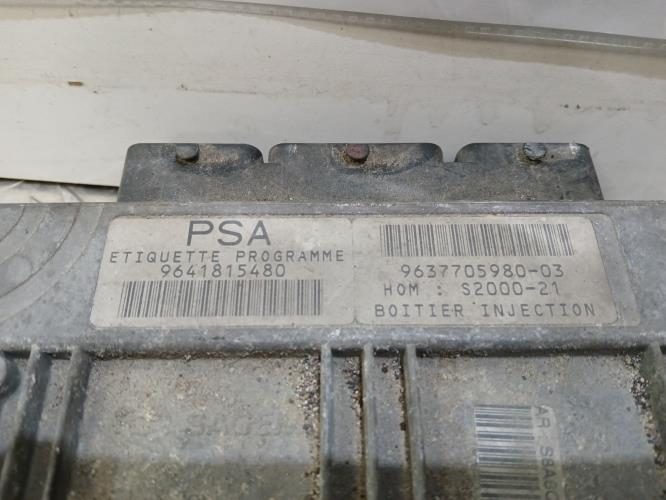 PSA
ETIQUETTE PROGRAMME
9641815480
9637705980-03
HOM : S2000-21
BOITIER INJECTION